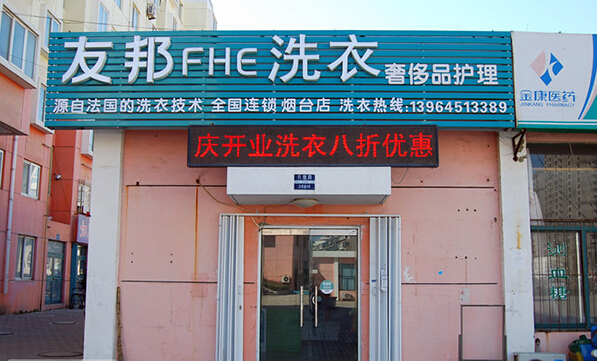 友邦FHE洗衣奢侈品护理
源自法国的洗衣技术 全国连锁 烟台店 洗衣热线:13964513389
庆开业洗衣八折优惠
金康医药
JINKANG PHARMACY